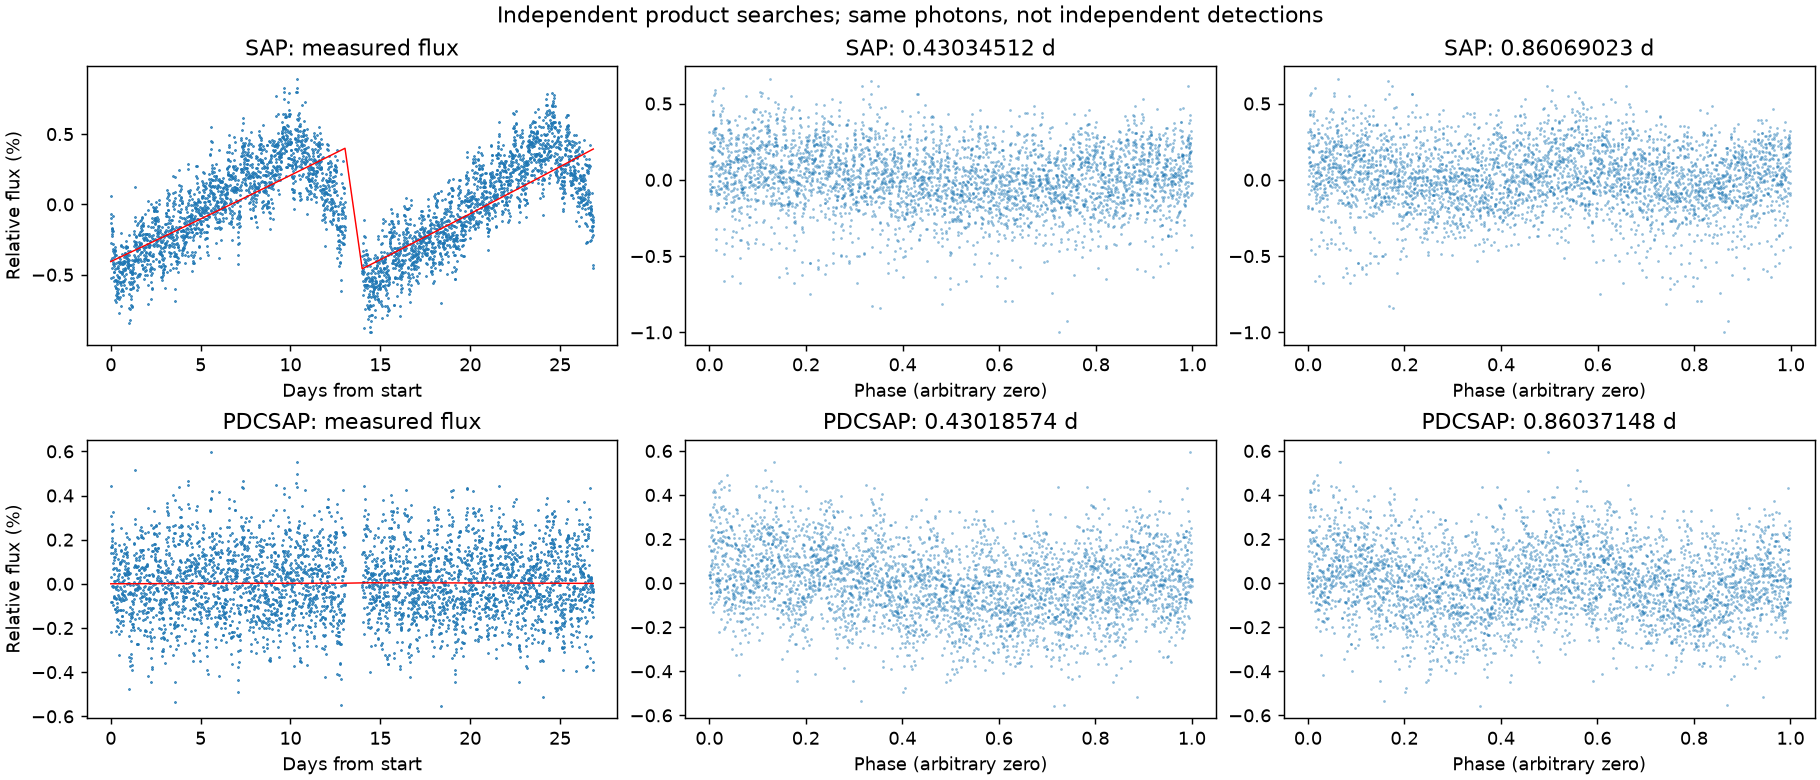 Independent product searches; same photons, not independent detections
SAP: measured flux
SAP: 0.43034512 d
SAP: 0.86069023 d
Relative flux (%)
0.5
0.0
−0.5
0 5 10 15 20 25
Days from start
0.5
0.0
−0.5
−1.0
0.0 0.2 0.4 0.6 0.8 1.0
Phase (arbitrary zero)
0.5
0.0
−0.5
−1.0
0.0 0.2 0.4 0.6 0.8 1.0
Phase (arbitrary zero)
PDCSAP: measured flux
PDCSAP: 0.43018574 d
PDCSAP: 0.86037148 d
Relative flux (%)
0.6
0.4
0.2
0.0
−0.2
−0.4
−0.6
0 5 10 15 20 25
Days from start
0.6
0.4
0.2
0.0
−0.2
−0.4
−0.6
0.0 0.2 0.4 0.6 0.8 1.0
Phase (arbitrary zero)
0.6
0.4
0.2
0.0
−0.2
−0.4
−0.6
0.0 0.2 0.4 0.6 0.8 1.0
Phase (arbitrary zero)